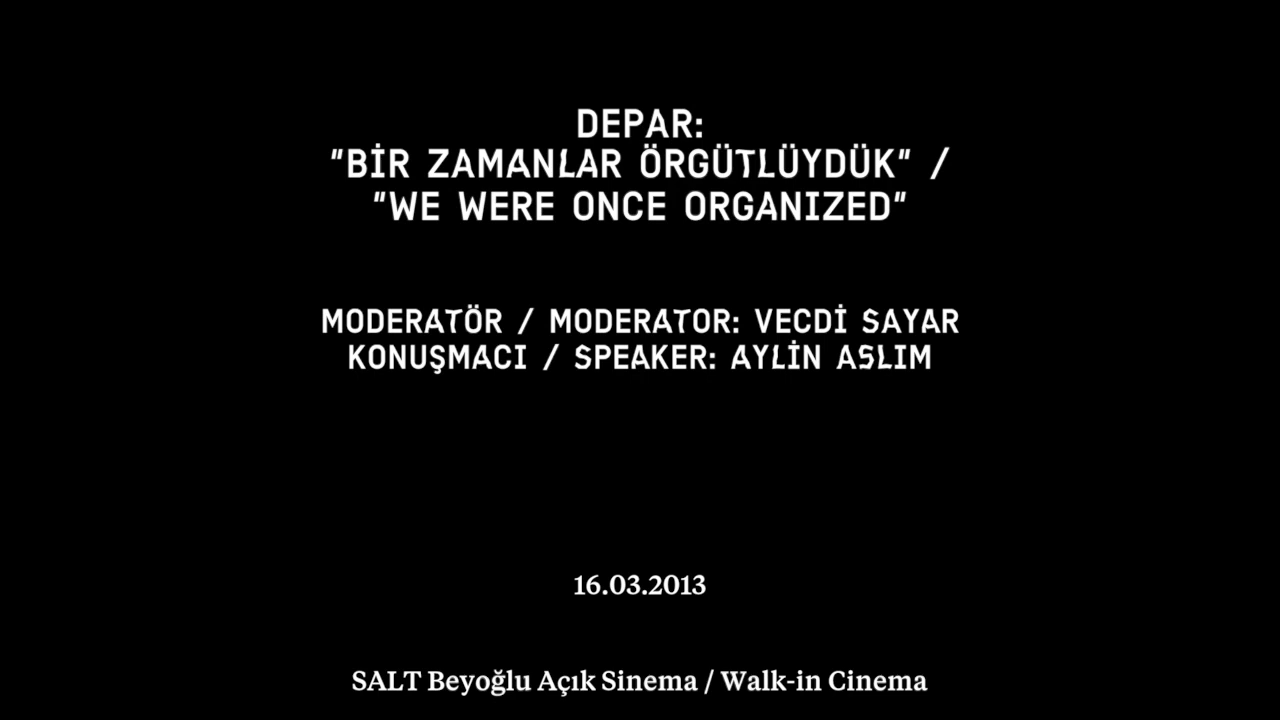 DEPAR:
"BİR ZAMANLAR ÖRGÜTLÜYDÜK" /
"WE WERE ONCE ORGANIZED"
MODERATÖR / MODERATOR: VECDİ SAYAR
KONUŞMACI / SPEAKER: AYLİN ASLIM
16.03.2013
SALT Beyoğlu Açık Sinema / Walk-in Cinema